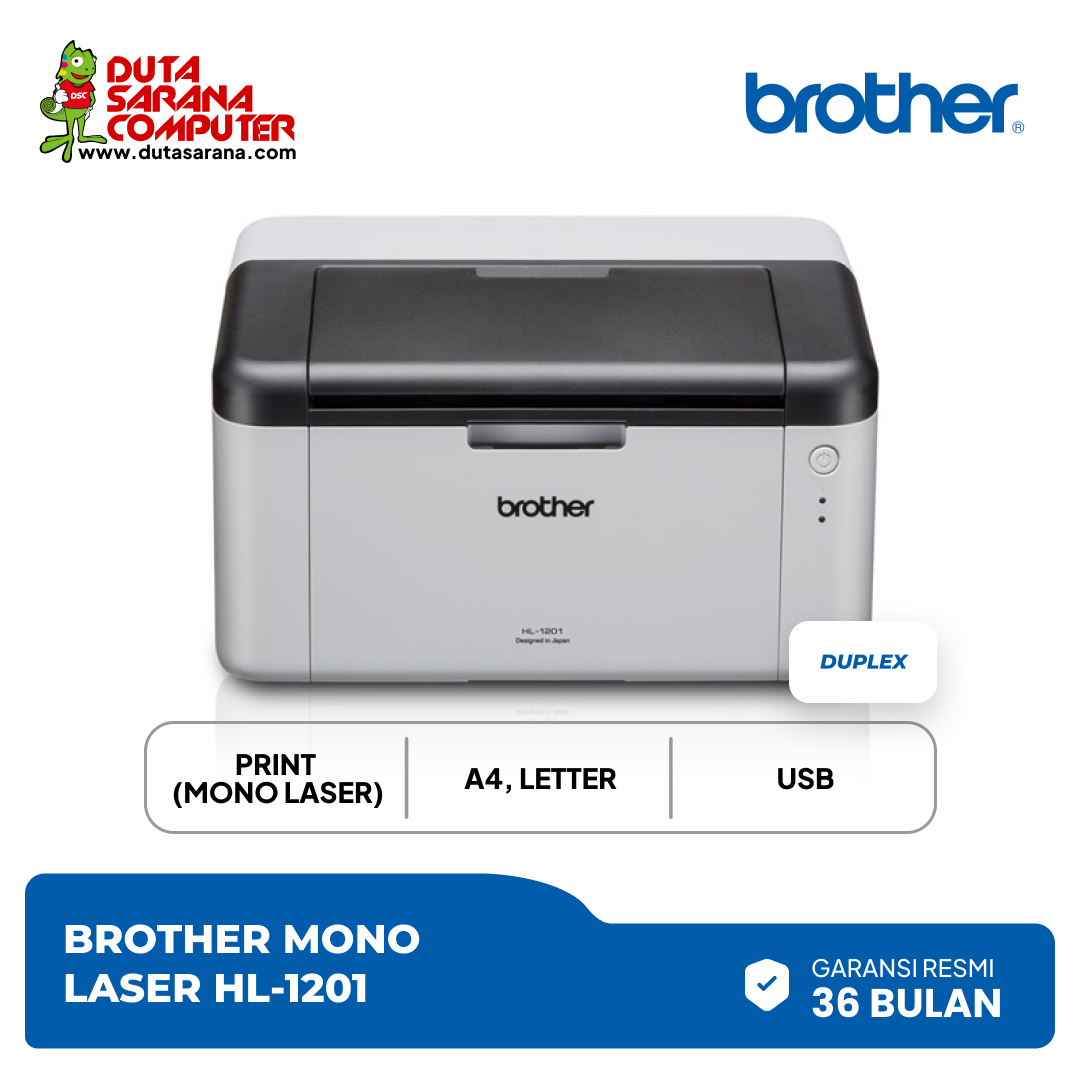 DUTA
SARANA
COMPUTER
DSC
www.dutasarana.com
brother®
brother
HL-1201
Designed in Japan
DUPLEX
PRINT
(MONO LASER)
A4, LETTER
USB
BROTHER MONO
LASER HL-1201
GARANSI RESMI
36 BULAN